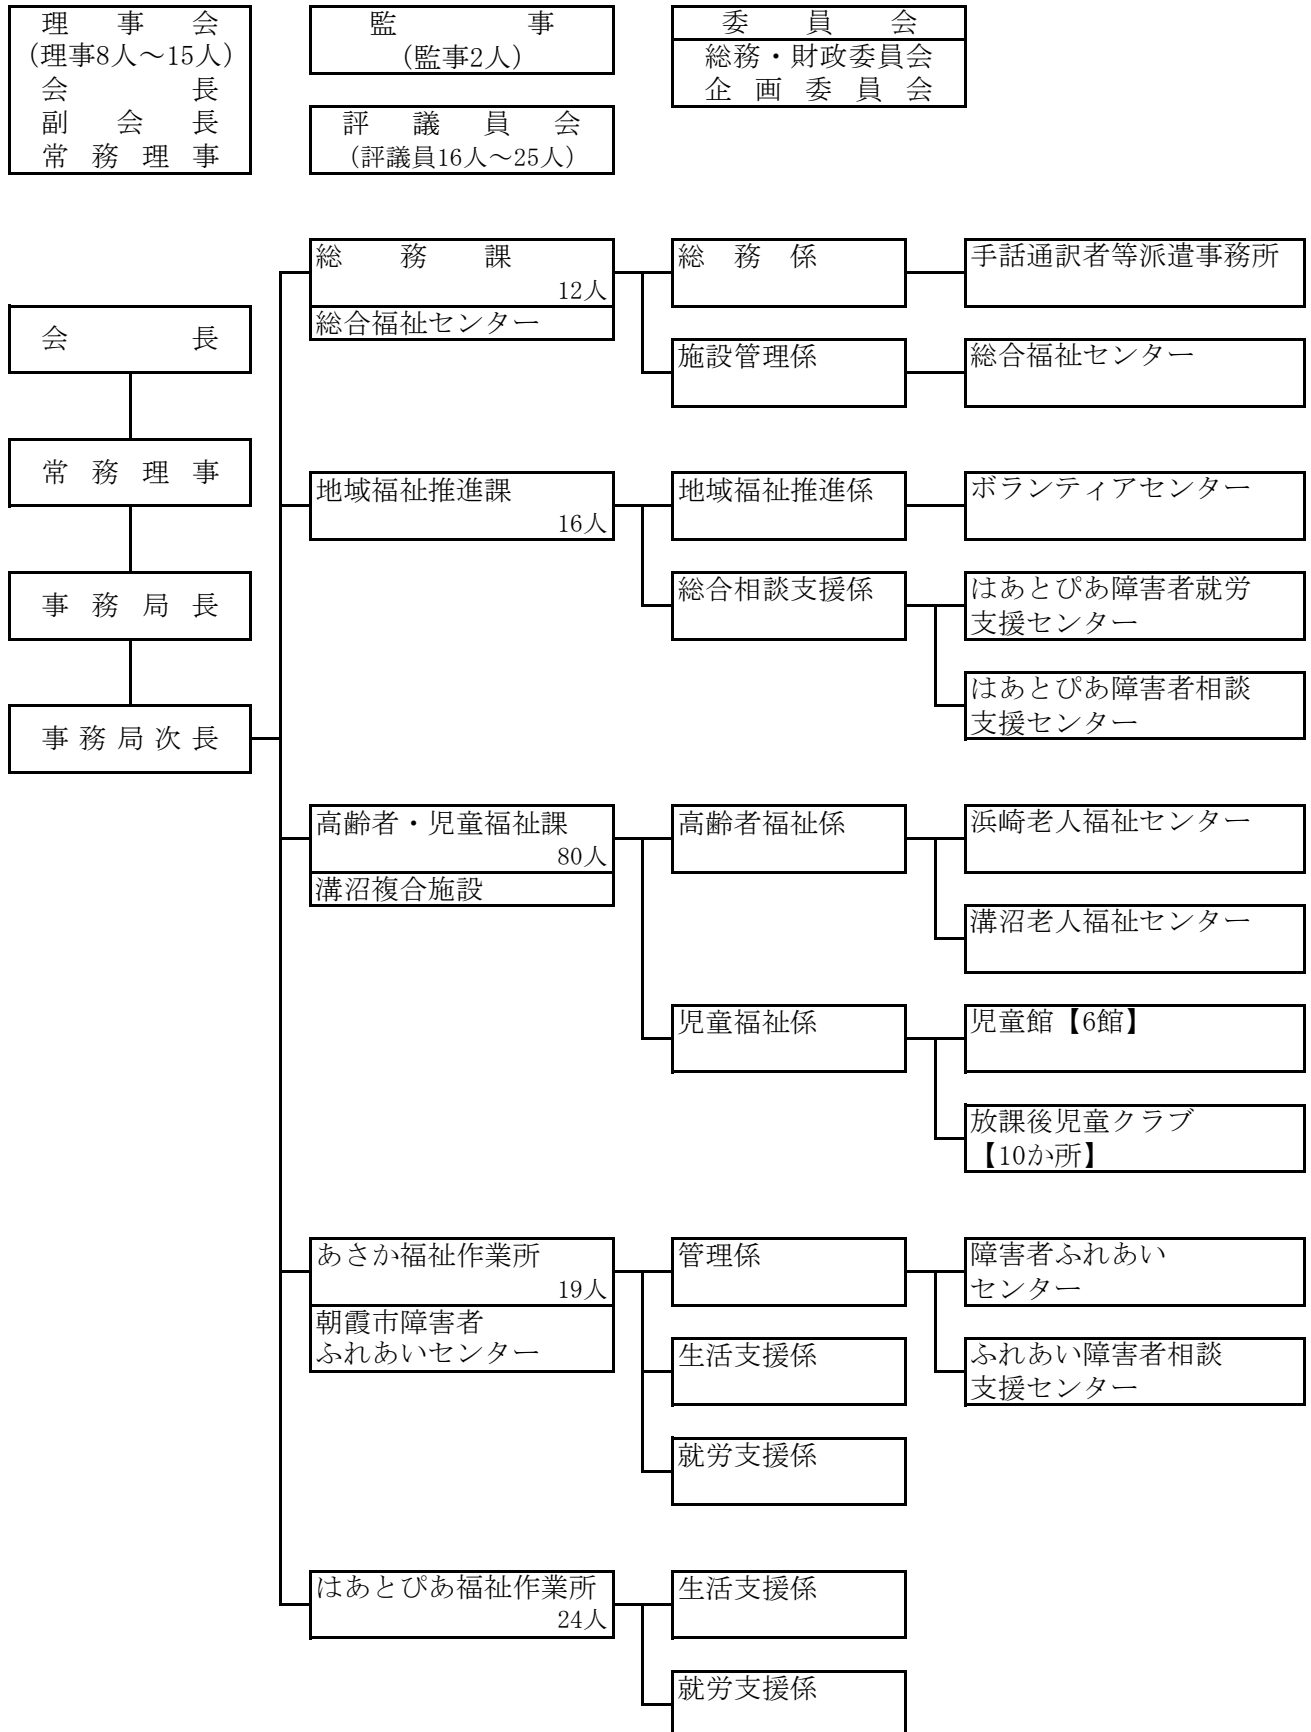 理事会
(理事8人～15人)
会長
副会長
常務理事
監事
(監事2人)
評議員会
(評議員16人～25人)
委員会
総務・財政委員会
企画委員会
会長
常務理事
事務局長
事務局次長
総務課
12人
総合福祉センター
総務係
手話通訳者等派遣事務所
施設管理係
総合福祉センター
地域福祉推進課
16人
地域福祉推進係
ボランティアセンター
総合相談支援係
はあとぴあ障害者就労
支援センター
はあとぴあ障害者相談
支援センター
高齢者・児童福祉課
80人
溝沼複合施設
高齢者福祉係
浜崎老人福祉センター
溝沼老人福祉センター
児童福祉係
児童館【6館】
放課後児童クラブ
【10か所】
あさか福祉作業所
19人
朝霞市障害者
ふれあいセンター
管理係
障害者ふれあい
センター
ふれあい障害者相談
支援センター
生活支援係
就労支援係
はあとぴあ福祉作業所
24人
生活支援係
就労支援係